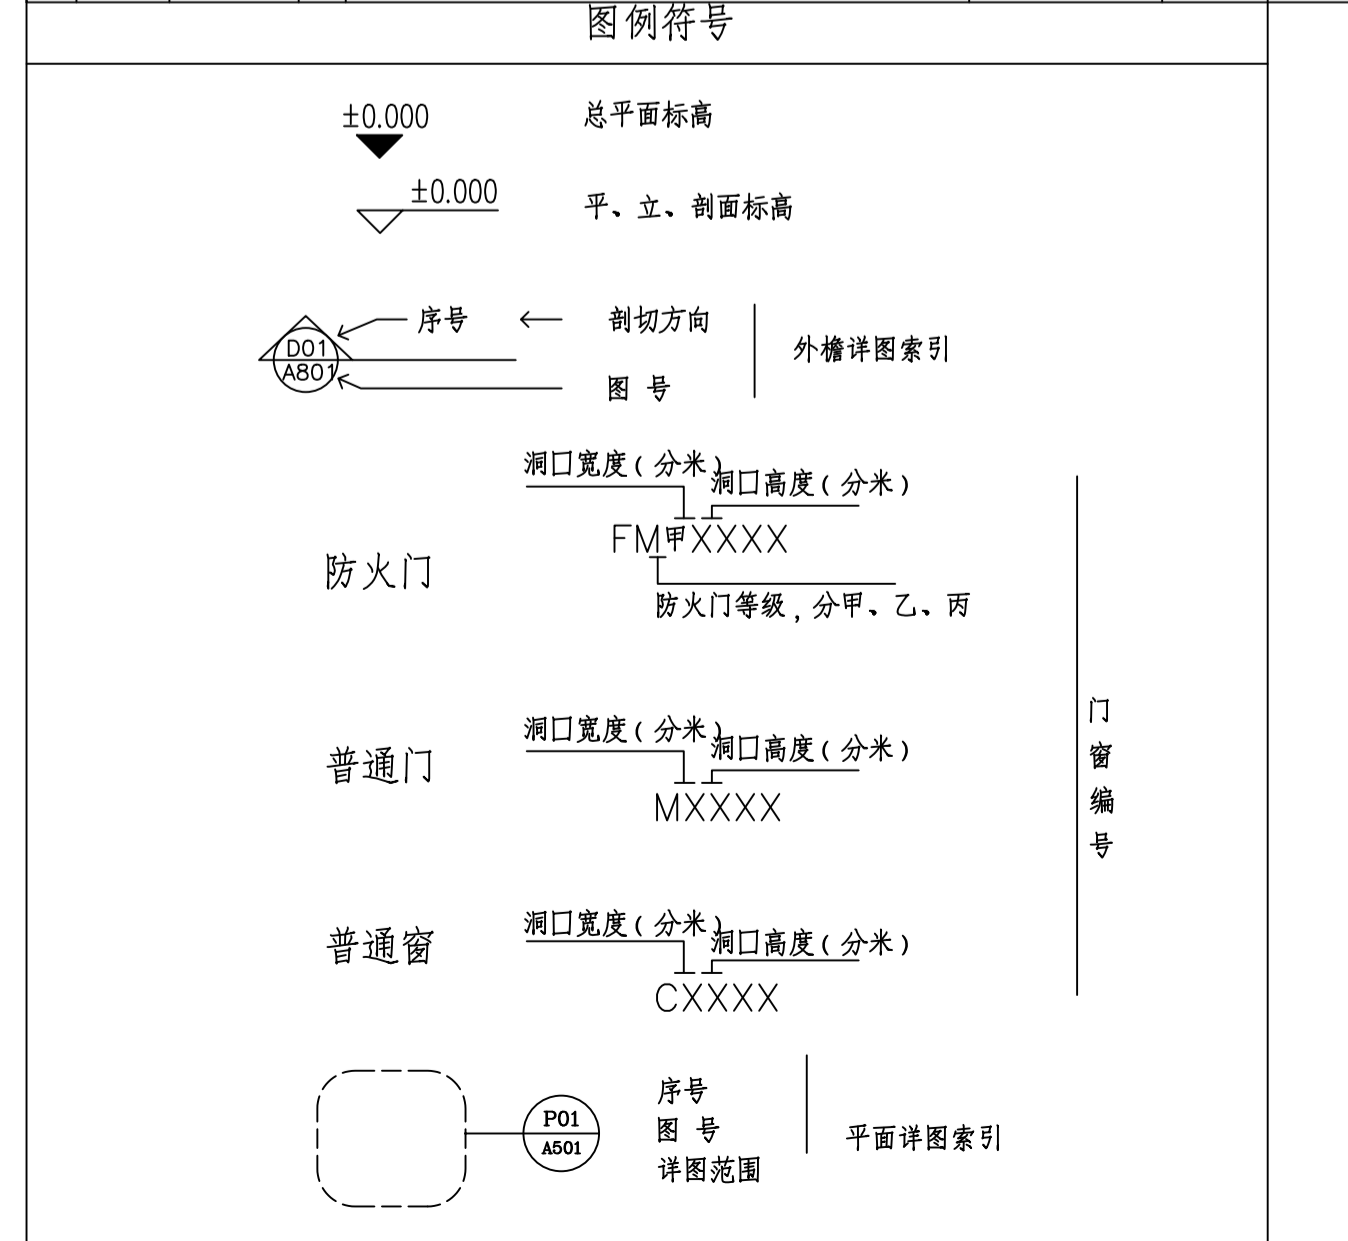 图例符号
±0.000
总平面标高
±0.000
平、立、剖面标高
序号
剖切方向
D01
A801
图 号
外檐详图索引
洞口宽度(分米)
洞口高度(分米)
FM甲XXXX
防火门
防火门等级,分甲、乙、丙
洞口宽度(分米)
洞口高度(分米)
普通门
MXXXX
门窗编号
洞口宽度(分米)
洞口高度(分米)
普通窗
CXXXX
P01
A501
序号
图 号
详图范围
平面详图索引